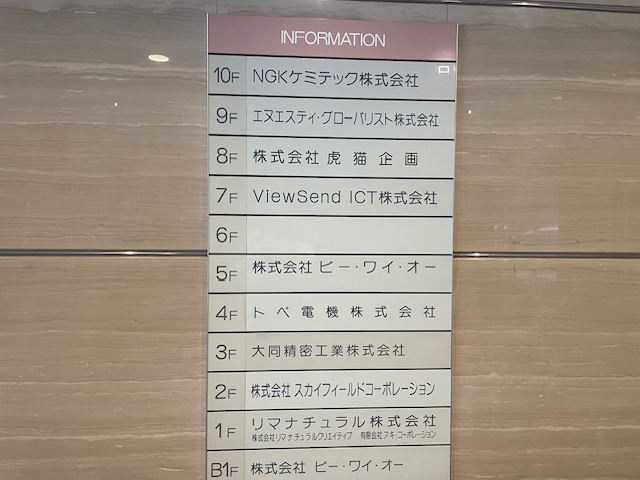 INFORMATION
10F NGKケミテック株式会社
9F エヌエスティ・グローバリスト株式会社
8F 株式会社 虎猫企画
7F ViewSend ICT株式会社
6F
5F 株式会社 ビー・ワイ・オー
4F トベ電機株式会社
3F 大同精密工業株式会社
2F 株式会社 スカイフィールドコーポレーション
1F リマナチュラル株式会社
株式会社リマナチュラルクリエイティブ 有限会社アキ・コーポレーション
B1F 株式会社 ビー・ワイ・オー